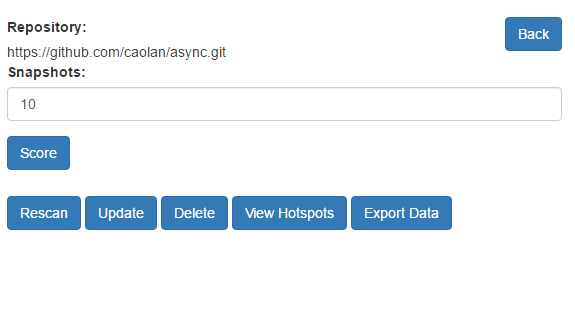 Repository:
Back
https://github.com/caolan/async.git
Snapshots:
10
Score
Rescan Update Delete View Hotspots Export Data